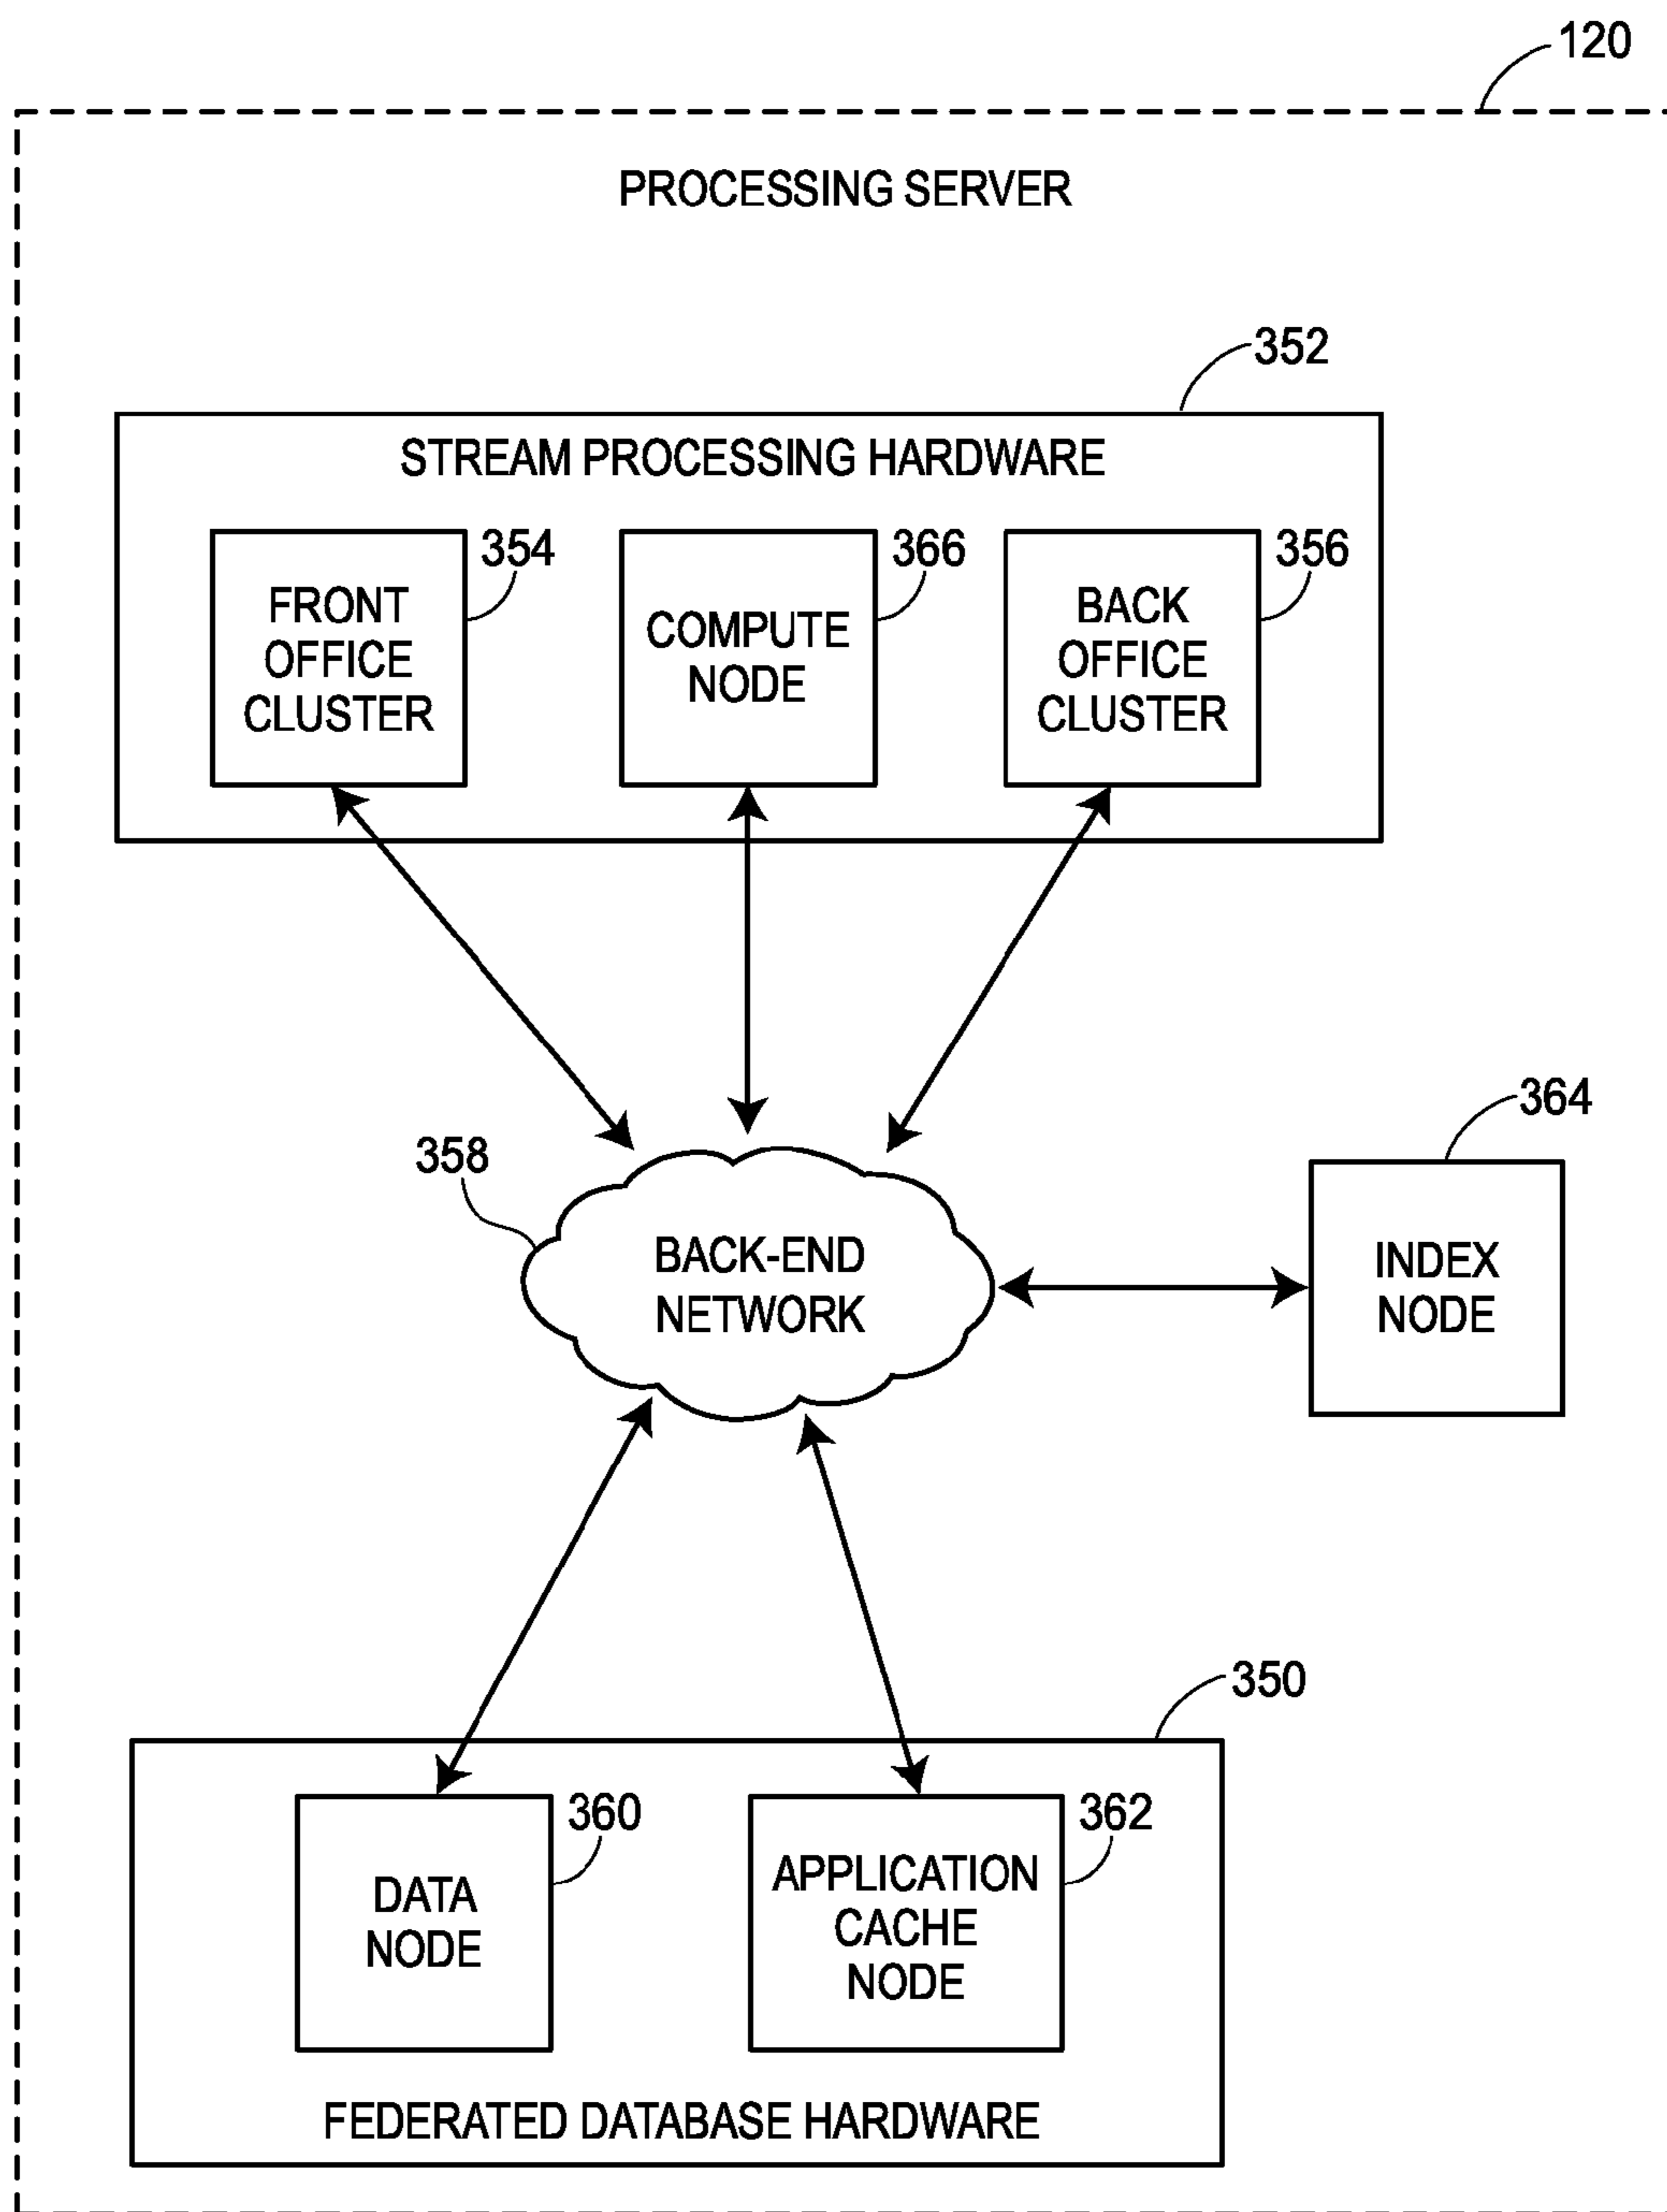 120
PROCESSING SERVER
352
STREAM PROCESSING HARDWARE
354
FRONT
OFFICE
CLUSTER
366
COMPUTE
NODE
356
BACK
OFFICE
CLUSTER
358
BACK-END
NETWORK
364
INDEX
NODE
350
360
DATA
NODE
362
APPLICATION
CACHE
NODE
FEDERATED DATABASE HARDWARE